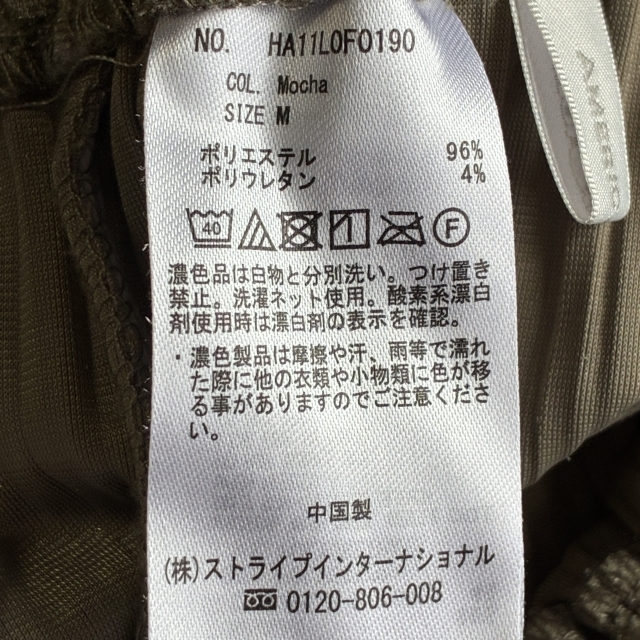 NO. HA11L0F0190
COL. Mocha
SIZE M
ポリエステル 96%
ポリウレタン 4%
40
F
濃色品は白物と分別洗い。つけ置き
禁止。洗濯ネット使用。酸素系漂白
剤使用時は漂白剤の表示を確認。
・濃色製品は摩擦や汗、雨等で濡れ
た際に他の衣類や小物類に色が移
る事がありますのでご注意くださ
い。
中国製
(株)ストライプインターナショナル
0120-806-008
AMERIC